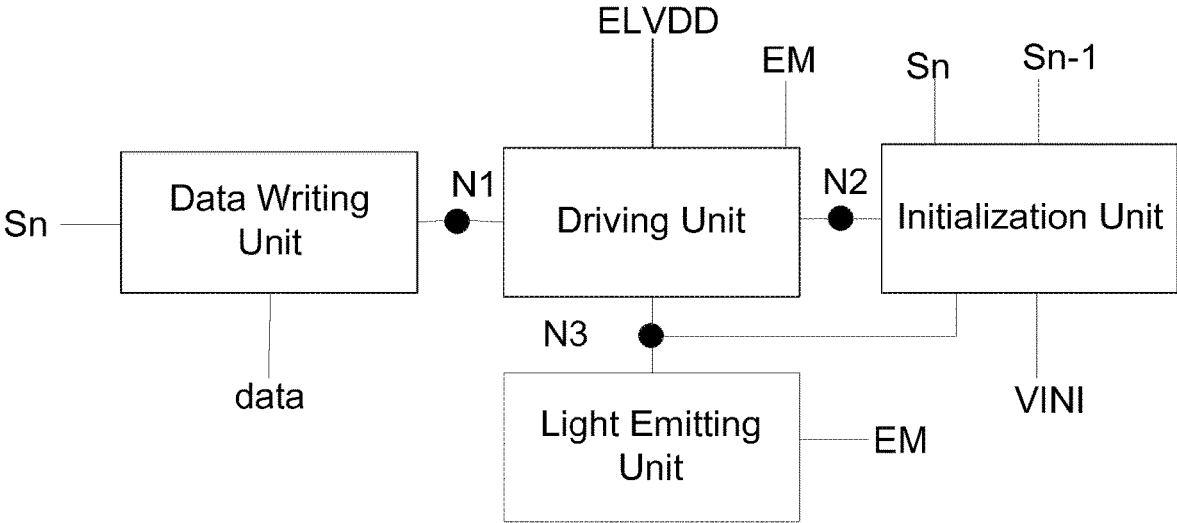 ELVDD
EM
Sn
Sn-1
Sn
Data Writing
Unit
N1
Driving Unit
N2
Initialization Unit
data
N3
VINI
Light Emitting
Unit
EM